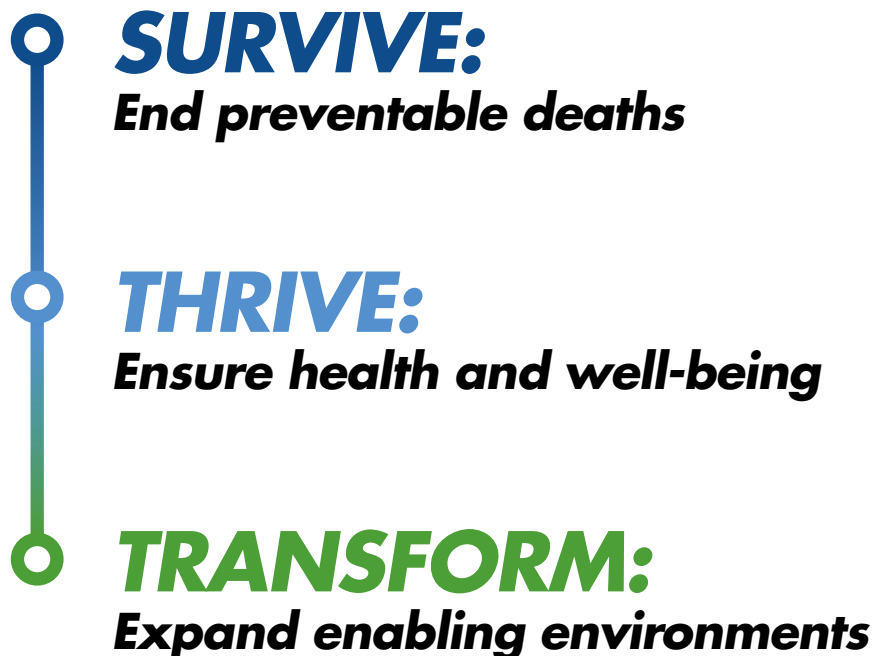 SURVIVE:
End preventable deaths
THRIVE:
Ensure health and well-being
TRANSFORM:
Expand enabling environments